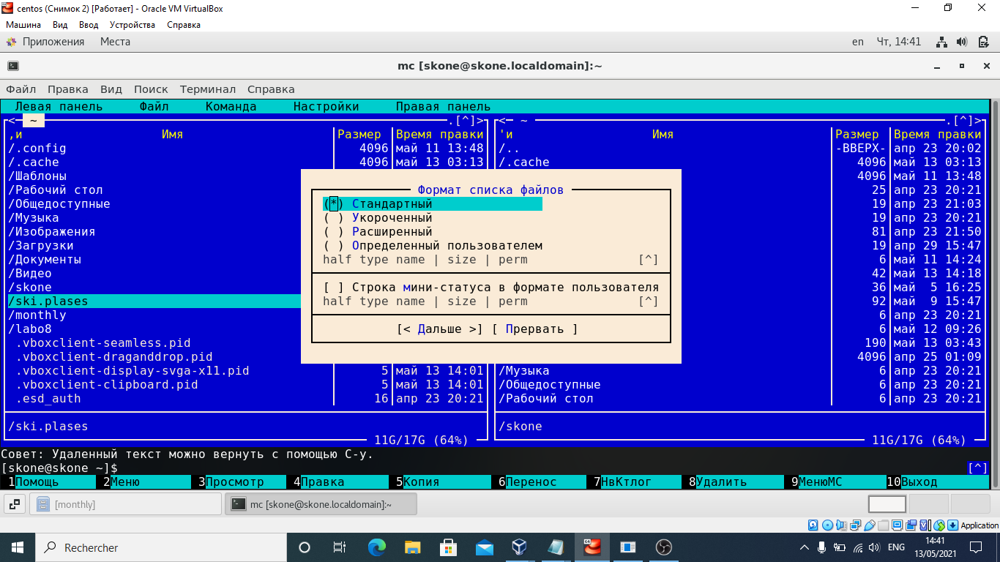 centos (Снимок 2) [Работает] - Oracle VM VirtualBox
Машина Вид Ввод Устройства Справка
Приложения Места en Чт, 14:41
mc [skone@skone.localdomain]:~
Файл Правка Вид Поиск Терминал Справка
Левая панель Файл Команда Настройки Правая панель
<─ ~ .[^]> <─ ~ .[^]>
,и Имя Размер Время правки 'и Имя Размер Время правки
/.config 4096 май 11 13:48 /.. -ВВЕРХ- апр 23 20:02
/.cache 4096 май 13 03:13 /.cache 4096 май 13 03:13
/Шаблоны 4096 май 11 13:48
/Рабочий стол Формат списка файлов 25 апр 23 20:21
/Общедоступные (*) Стандартный 19 апр 23 21:03
/Музыка ( ) Укороченный 19 апр 23 20:21
/Изображения ( ) Расширенный 81 апр 23 21:50
/Загрузки ( ) Определенный пользователем 19 апр 29 15:47
/Документы half type name | size | perm [^] 6 май 11 14:24
/Видео 42 май 13 14:18
/skone [ ] Строка мини-статуса в формате пользователя 36 май 5 16:25
/ski.plases half type name | size | perm [^] 92 май 9 15:47
/monthly 6 апр 23 20:21
/labo8 [< Дальше >] [ Прервать ] 6 май 12 09:26
.vboxclient-seamless.pid 190 май 13 03:43
.vboxclient-draganddrop.pid 4096 апр 25 01:09
.vboxclient-display-svga-x11.pid 5 май 13 14:01 /Музыка 6 апр 23 20:21
.vboxclient-clipboard.pid 5 май 13 14:01 /Общедоступные 6 апр 23 20:21
.esd_auth 16 апр 23 20:21 /Рабочий стол 6 апр 23 20:21
/ski.plases /skone
11G/17G (64%) 11G/17G (64%)
Совет: Удаленный текст можно вернуть с помощью C-y.
[skone@skone ~]$ [^]
1Помощь 2Меню 3Просмотр 4Правка 5Копия 6Перенос 7НвКтлог 8Удалить 9МенюMC 10Выход
[monthly] mc [skone@skone.localdomain]:~
Application
Rechercher ENG 14:41
13/05/2021